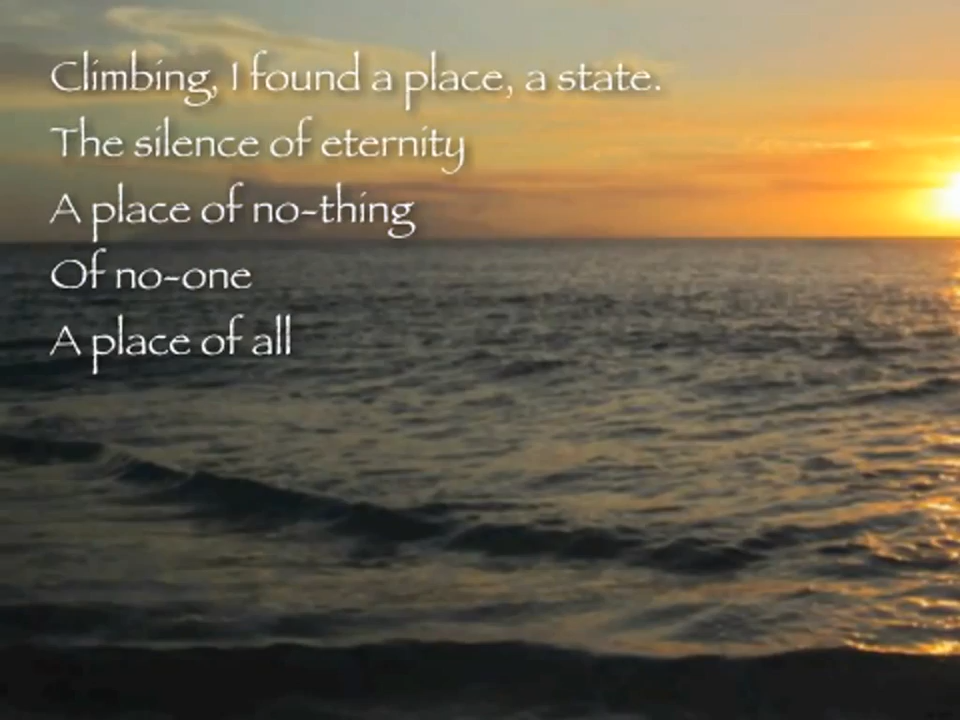 Climbing, I found a place, a state.
The silence of eternity
A place of no-thing
Of no-one
A place of all